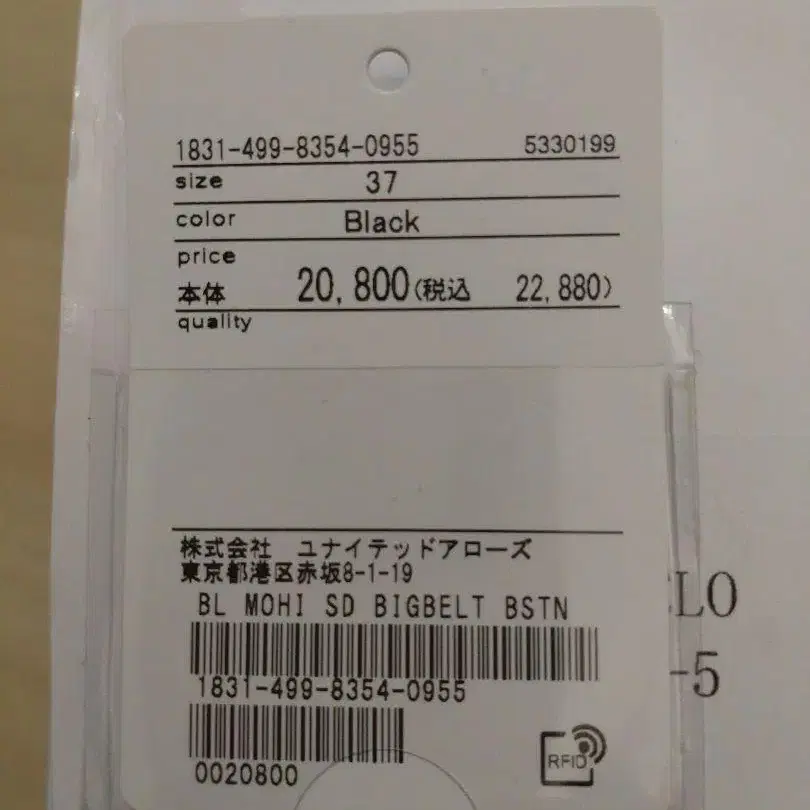 1831-499-8354-0955 5330199
size 37
color Black
price
本体 20,800(税込 22,880)
quality
株式会社 ユナイテッドアローズ
東京都港区赤坂8-1-19
BL MOHI SD BIGBELT BSTN
1831-499-8354-0955
0020800
RFID
LO
-5